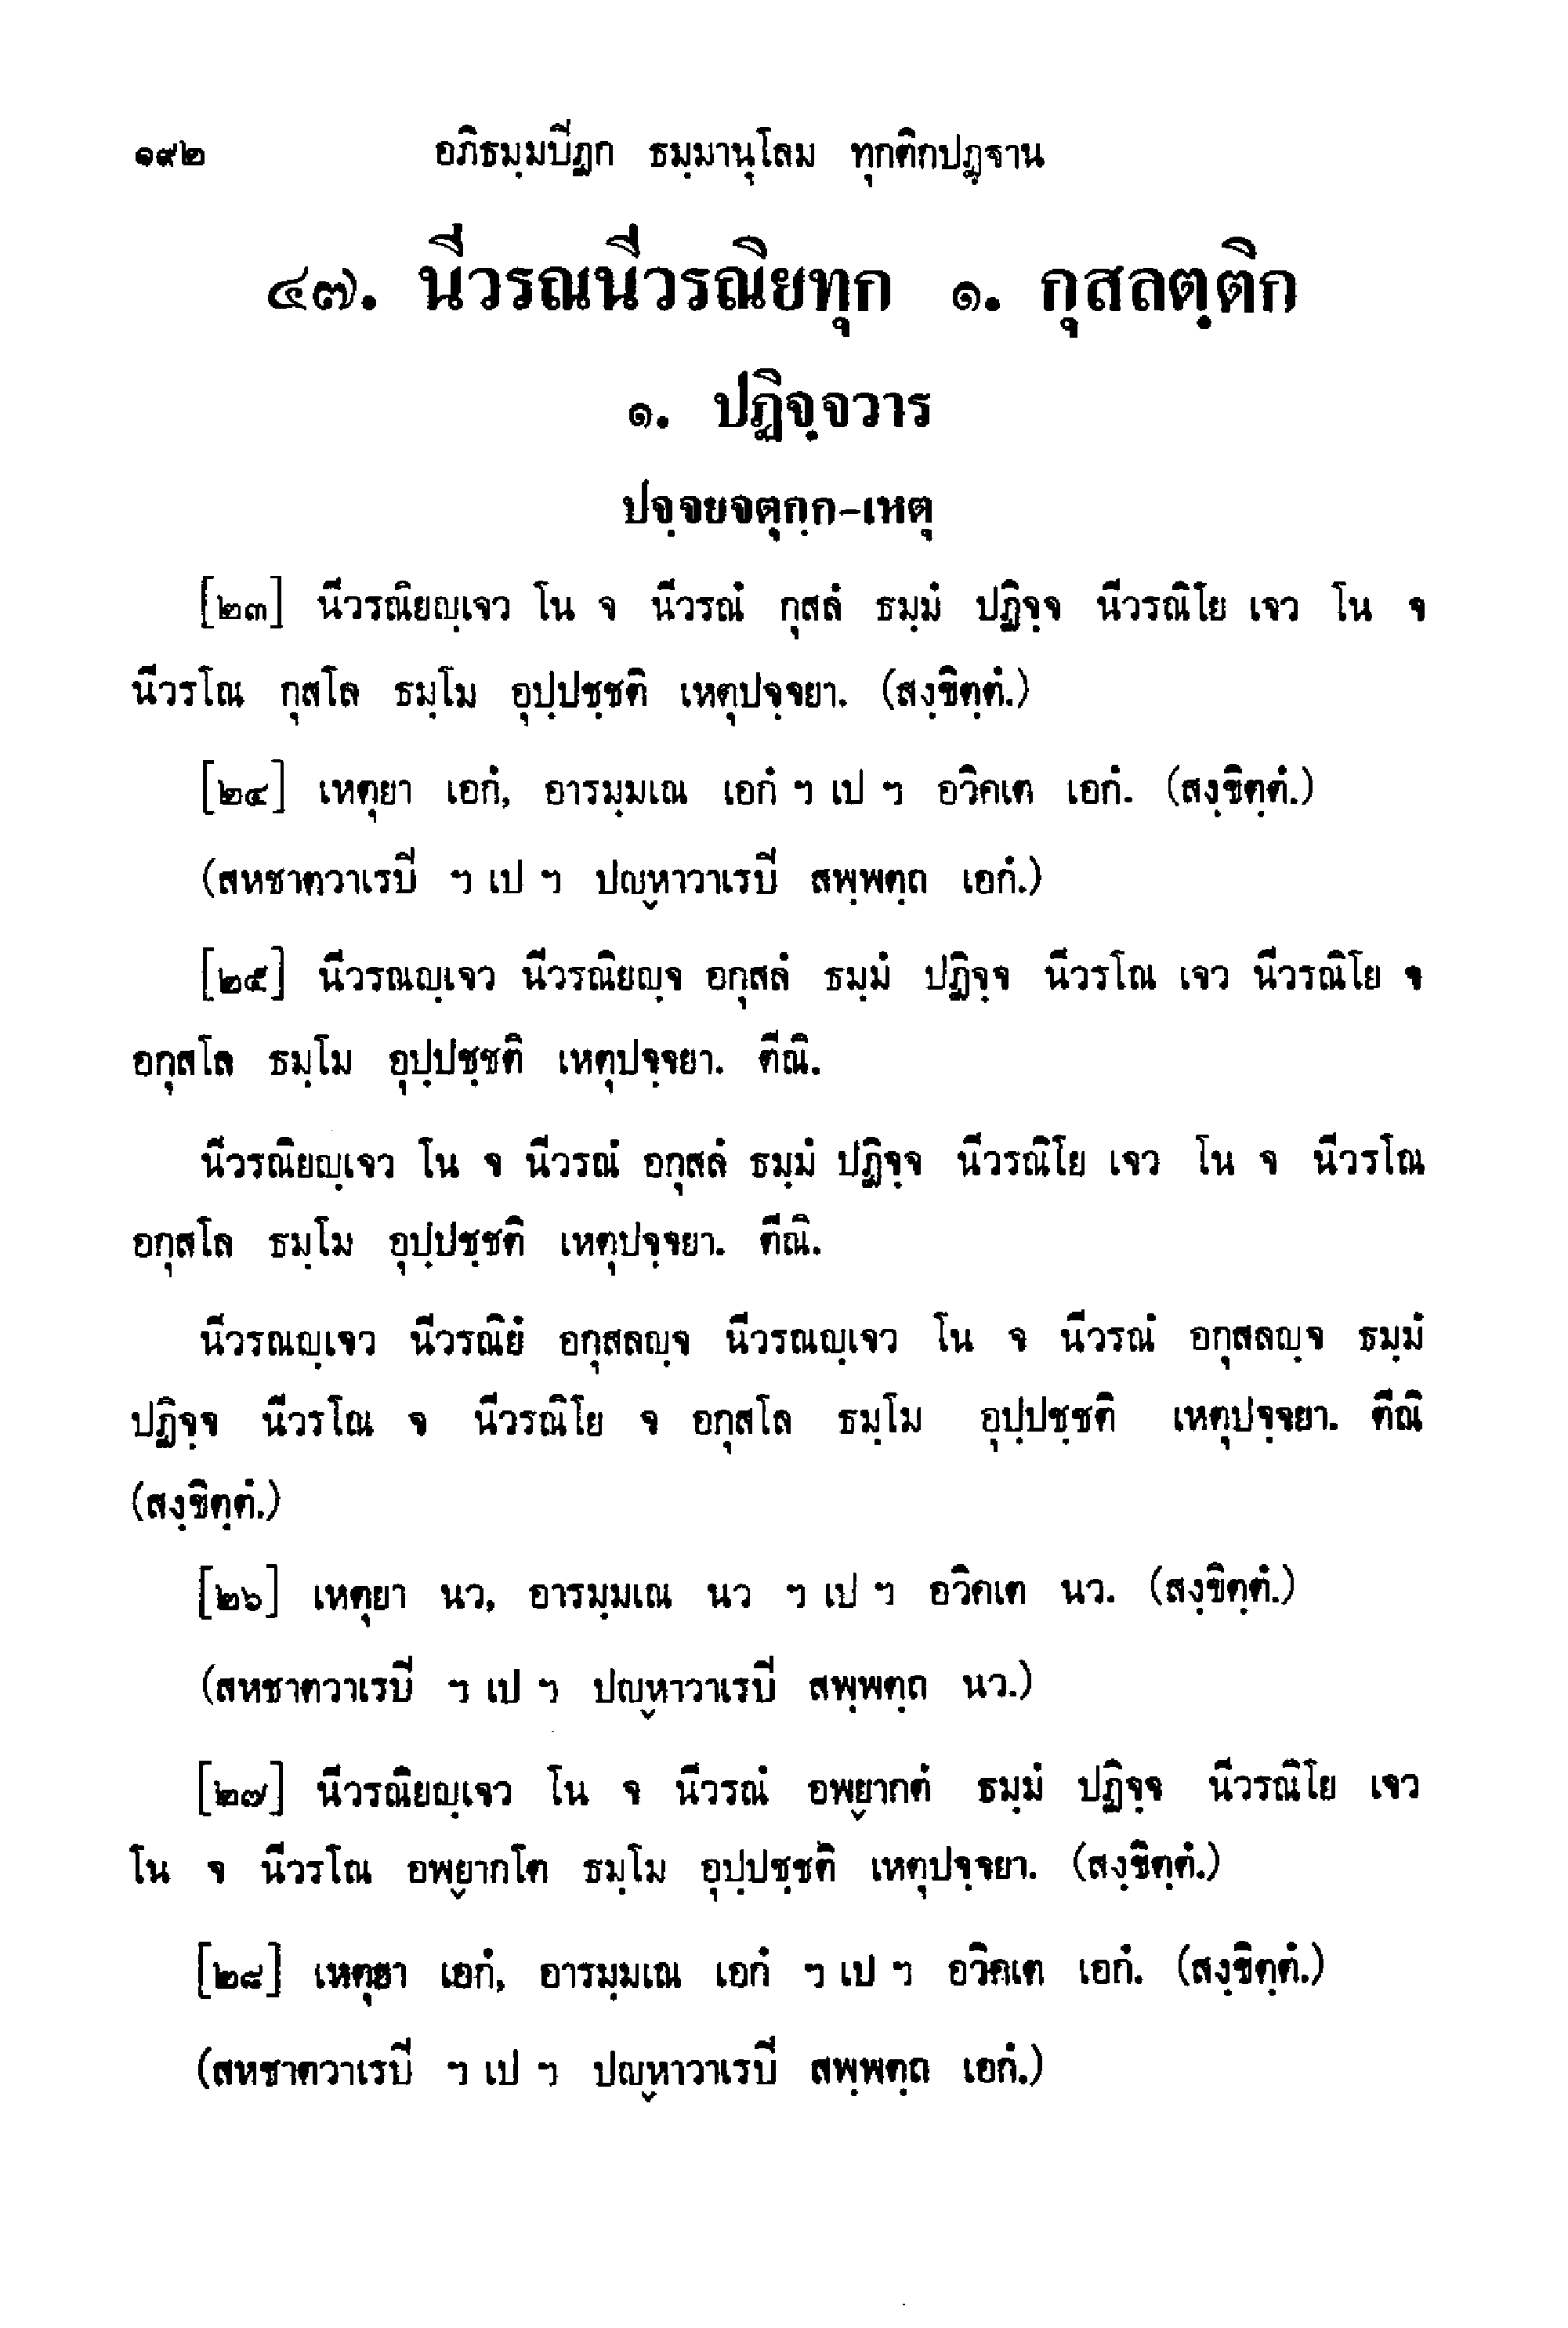 ๑๙๒ อภิธมฺมปีฏก ธมฺมานุโลม ทุกติกปฏฺฐาน
๔๗. นีวรณนีวรณิยทุก ๑. กุสลตฺติก
๑. ปฏิจฺจวาร
ปจฺจยจตุกฺก-เหตุ
[๒๓] นีวรณิยญฺเจว โน จ นีวรณํ กุสลํ ธมฺมํ ปฏิจฺจ นีวรณิโย เจว โน จ
นีวรโณ กุสโล ธมฺโม อุปฺปชฺชติ เหตุปจฺจยา. (สงฺขิตฺตํ.)
[๒๔] เหตุยา เอกํ, อารมฺมเณ เอกํ ฯ เป ฯ อวิคเต เอกํ. (สงฺขิตฺตํ.)
(สหชาตวาเรปี ฯ เป ฯ ปญฺหาวาเรปี สพฺพตฺถ เอกํ.)
[๒๕] นีวรณญฺเจว นีวรณิยญฺจ อกุสลํ ธมฺมํ ปฏิจฺจ นีวรโณ เจว นีวรณิโย จ
อกุสโล ธมฺโม อุปฺปชฺชติ เหตุปจฺจยา. ตีณิ.
นีวรณิยญฺเจว โน จ นีวรณํ อกุสลํ ธมฺมํ ปฏิจฺจ นีวรณิโย เจว โน จ นีวรโณ
อกุสโล ธมฺโม อุปฺปชฺชติ เหตุปจฺจยา. ตีณิ.
นีวรณญฺเจว นีวรณิยํ อกุสลญฺจ นีวรณญฺเจว โน จ นีวรณํ อกุสลญฺจ ธมฺมํ
ปฏิจฺจ นีวรโณ จ นีวรณิโย จ อกุสโล ธมฺโม อุปฺปชฺชติ เหตุปจฺจยา. ตีณิ
(สงฺขิตฺตํ.)
[๒๖] เหตุยา นว, อารมฺมเณ นว ฯ เป ฯ อวิคเต นว. (สงฺขิตฺตํ.)
(สหชาตวาเรปี ฯ เป ฯ ปญฺหาวาเรปี สพฺพตฺถ นว.)
[๒๗] นีวรณิยญฺเจว โน จ นีวรณํ อพฺยากตํ ธมฺมํ ปฏิจฺจ นีวรณิโย เจว
โน จ นีวรโณ อพฺยากโต ธมฺโม อุปฺปชฺชติ เหตุปจฺจยา. (สงฺขิตฺตํ.)
[๒๘] เหตุยา เอกํ, อารมฺมเณ เอกํ ฯ เป ฯ อวิคเต เอกํ. (สงฺขิตฺตํ.)
(สหชาตวาเรปี ฯ เป ฯ ปญฺหาวาเรปี สพฺพตฺถ เอกํ.)